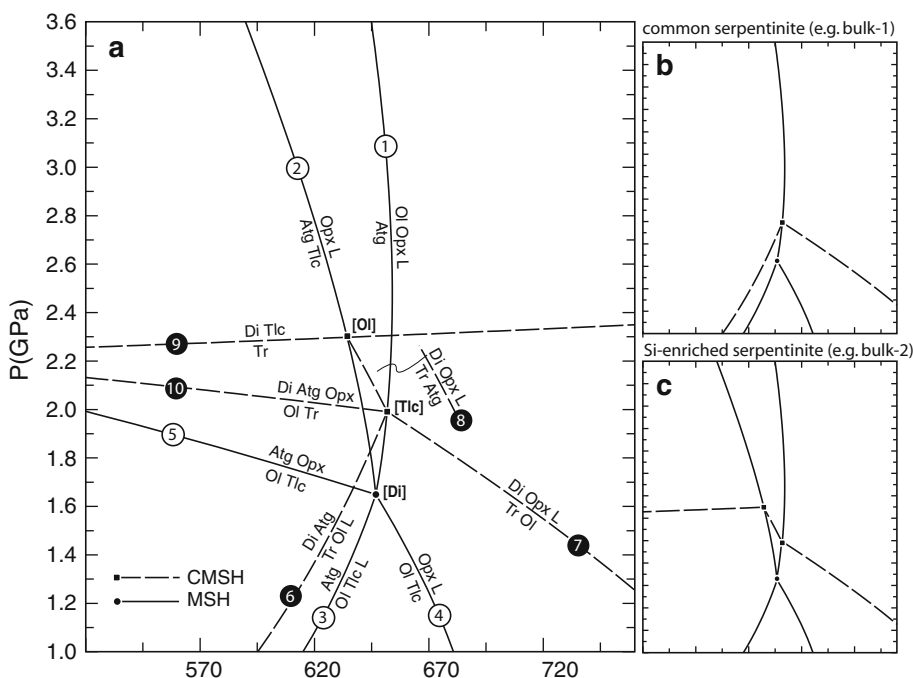 common serpentinite (e.g. bulk-1)
3.6
a
b
3.4
3.2
1
3.0
2
2.8
Opx L
Atg Tlc
Ol Opx L
Atg
2.6
P(GPa)
2.4
[Ol]
Di Tlc
9
Tr
Si-enriched serpentinite (e.g. bulk-2)
c
2.2
Di Opx L
Tr Atg
10
Di Atg Opx
Ol Tr
8
2.0
[Tlc]
5
Atg Opx
Ol Tlc
1.8
[Di]
1.6
Di Opx L
Tr Ol
7
Di Atg
Tr Ol L
1.4
CMSH
MSH
Atg
Ol Tlc L
Opx L
Ol Tlc
1.2
6
3
4
1.0
570
620
670
720